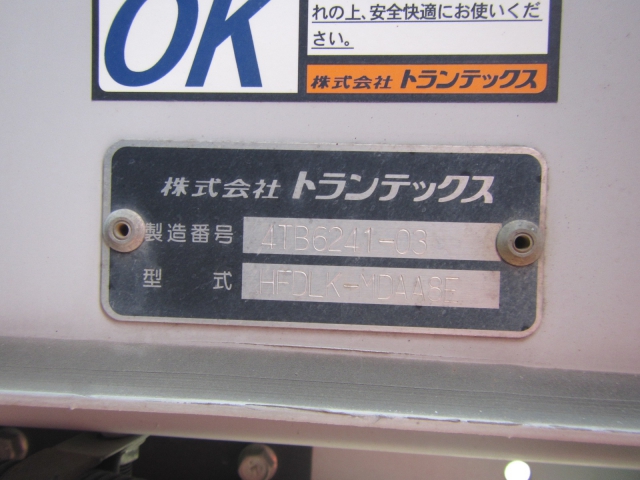 OK
れの上、安全快適にお使いくだ
さい。
株式会社 トランテックス
株式会社 トランテックス
製造番号 4TB6241-03
型 式